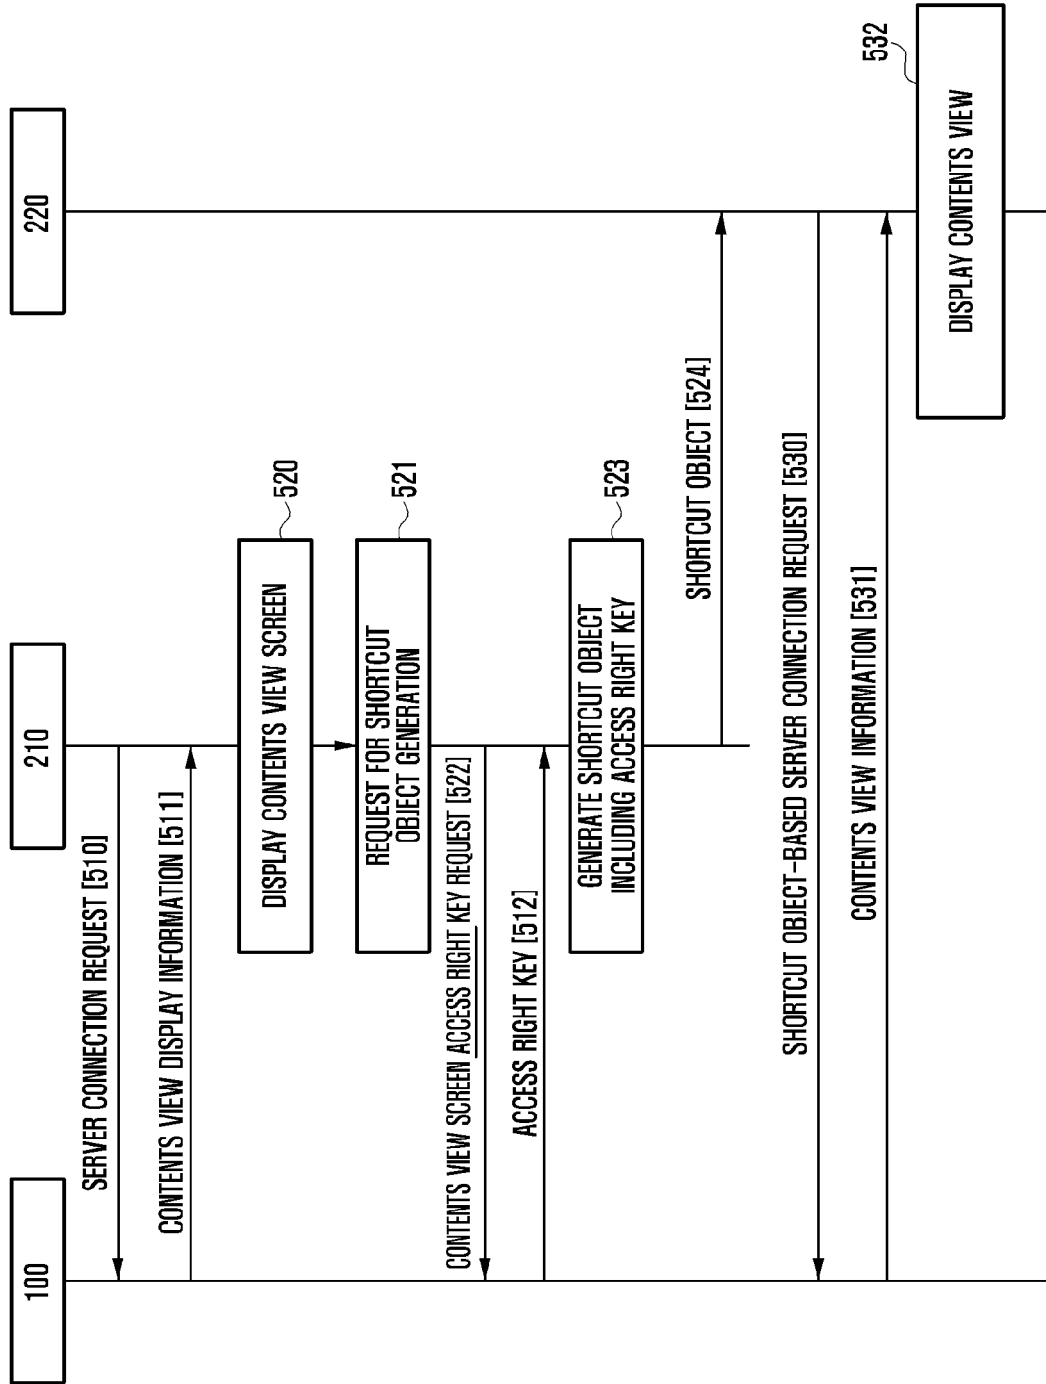 100
210
220
SERVER CONNECTION REQUEST [510]
CONTENTS VIEW DISPLAY INFORMATION [511]
DISPLAY CONTENTS VIEW SCREEN
520
REQUEST FOR SHORTCUT
OBJECT GENERATION
521
CONTENTS VIEW SCREEN ACCESS RIGHT KEY REQUEST [522]
ACCESS RIGHT KEY [512]
GENERATE SHORTCUT OBJECT
INCLUDING ACCESS RIGHT KEY
523
SHORTCUT OBJECT [524]
SHORTCUT OBJECT-BASED SERVER CONNECTION REQUEST [530]
CONTENTS VIEW INFORMATION [531]
DISPLAY CONTENTS VIEW
532